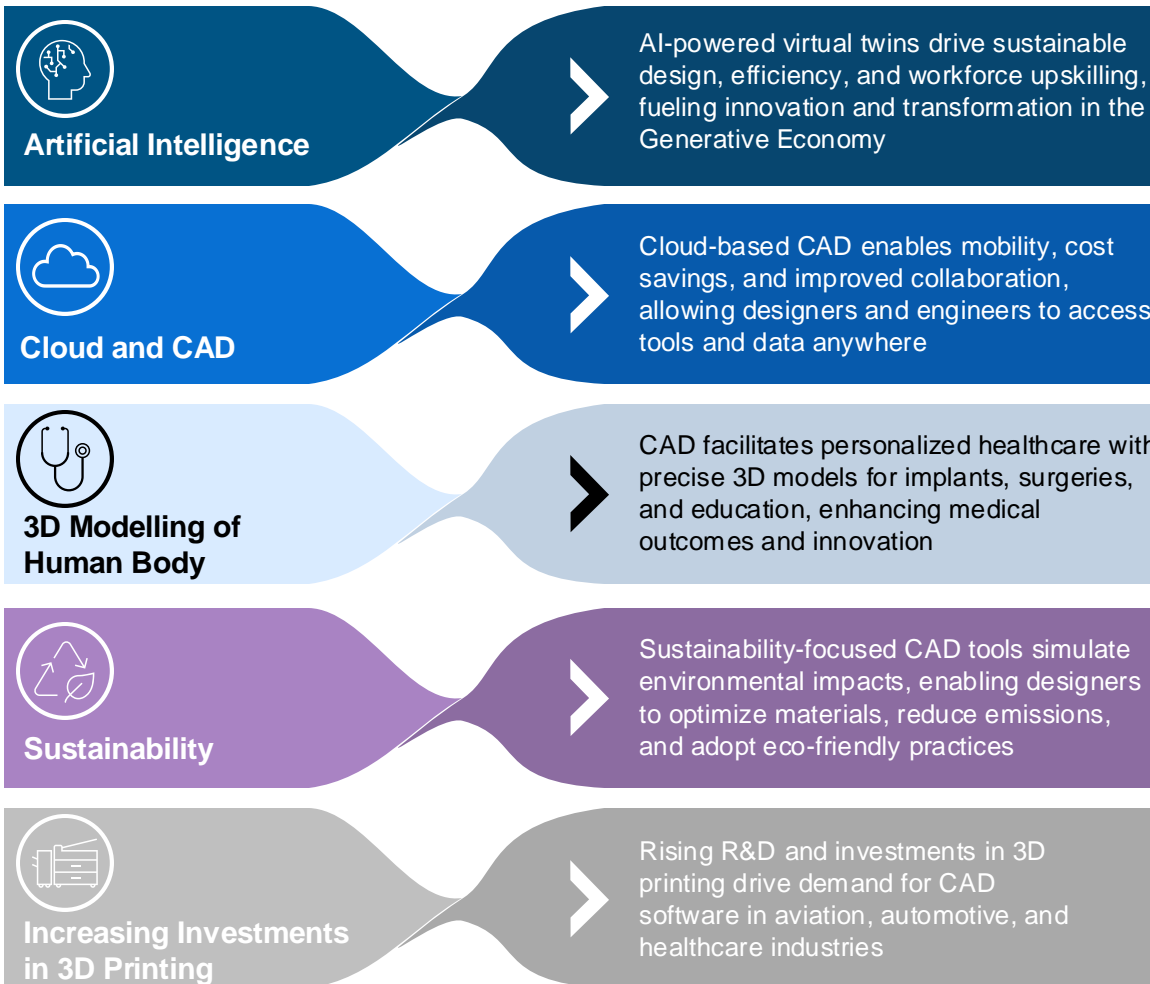 Artificial Intelligence
AI-powered virtual twins drive sustainable
design, efficiency, and workforce upskilling,
fueling innovation and transformation in the
Generative Economy
Cloud and CAD
Cloud-based CAD enables mobility, cost
savings, and improved collaboration,
allowing designers and engineers to access
tools and data anywhere
3D Modelling of
Human Body
CAD facilitates personalized healthcare with
precise 3D models for implants, surgeries,
and education, enhancing medical
outcomes and innovation
Sustainability
Sustainability-focused CAD tools simulate
environmental impacts, enabling designers
to optimize materials, reduce emissions,
and adopt eco-friendly practices
Increasing Investments
in 3D Printing
Rising R&D and investments in 3D
printing drive demand for CAD
software in aviation, automotive, and
healthcare industries